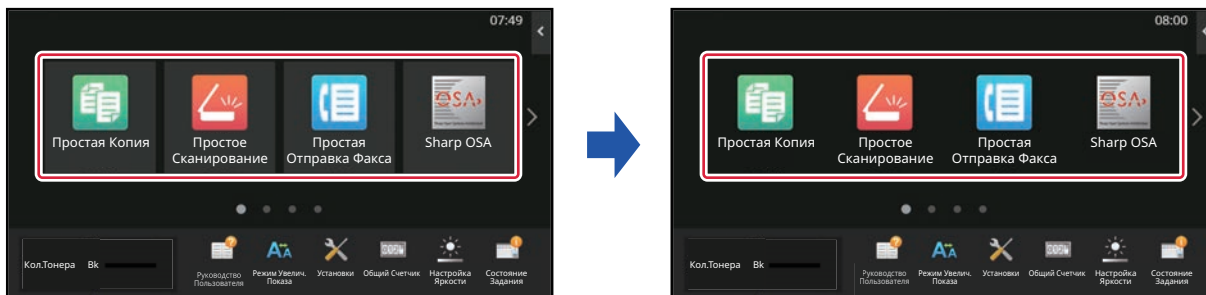 07:49
Простая Копия
Простое
Сканирование
Простая
Отправка Факса
OSA
Sharp OSA
Кол.Тонера Bk
Руководство
Пользователя
Режим Увелич.
Показа
Установки
Общий Счетчик
Настройка
Яркости
Состояние
Задания
08:00
Простая Копия
Простое
Сканирование
Простая
Отправка Факса
OSA
Sharp OSA
Кол.Тонера Bk
Руководство
Пользователя
Режим Увелич.
Показа
Установки
Общий Счетчик
Настройка
Яркости
Состояние
Задания